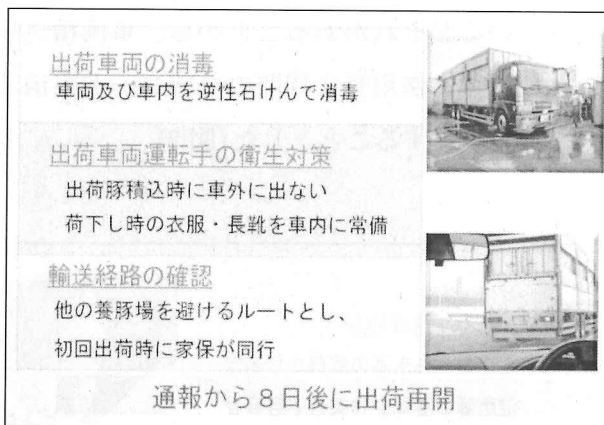 出荷車両の消毒
車両及び車内を逆性石けんで消毒
出荷車両運転手の衛生対策
出荷豚積込時に車外に出ない
荷下し時の衣服・長靴を車内に常備
輸送経路の確認
他の養豚場を避けるルートとし、
初回出荷時に家保が同行
通報から8日後に出荷再開